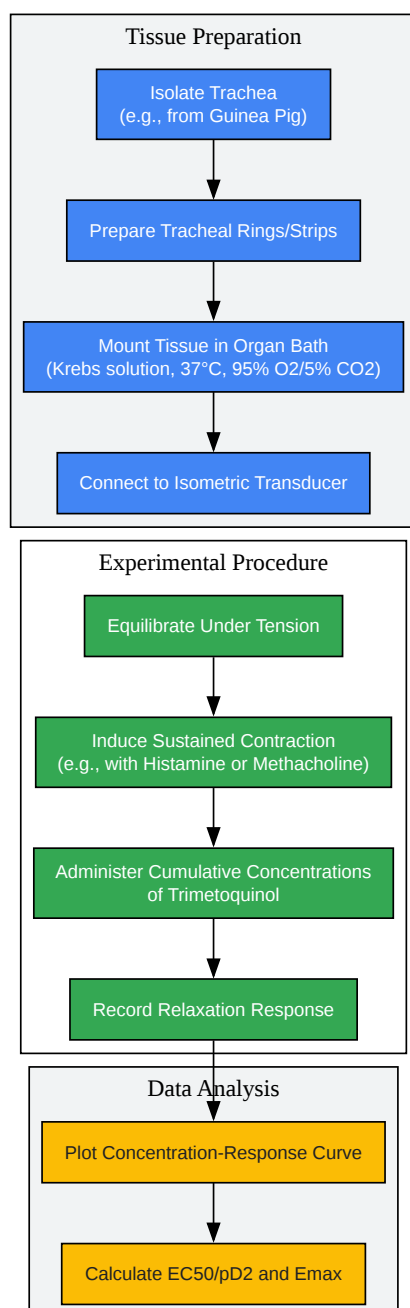 Tissue Preparation
Isolate Trachea
(e.g., from Guinea Pig)
Prepare Tracheal Rings/Strips
Mount Tissue in Organ Bath
(Krebs solution, 37°C, 95% O2/5% CO2)
Connect to Isometric Transducer
Experimental Procedure
Equilibrate Under Tension
Induce Sustained Contraction
(e.g., with Histamine or Methacholine)
Administer Cumulative Concentrations
of Trimetoquinol
Record Relaxation Response
Data Analysis
Plot Concentration-Response Curve
Calculate EC50/pD2 and Emax